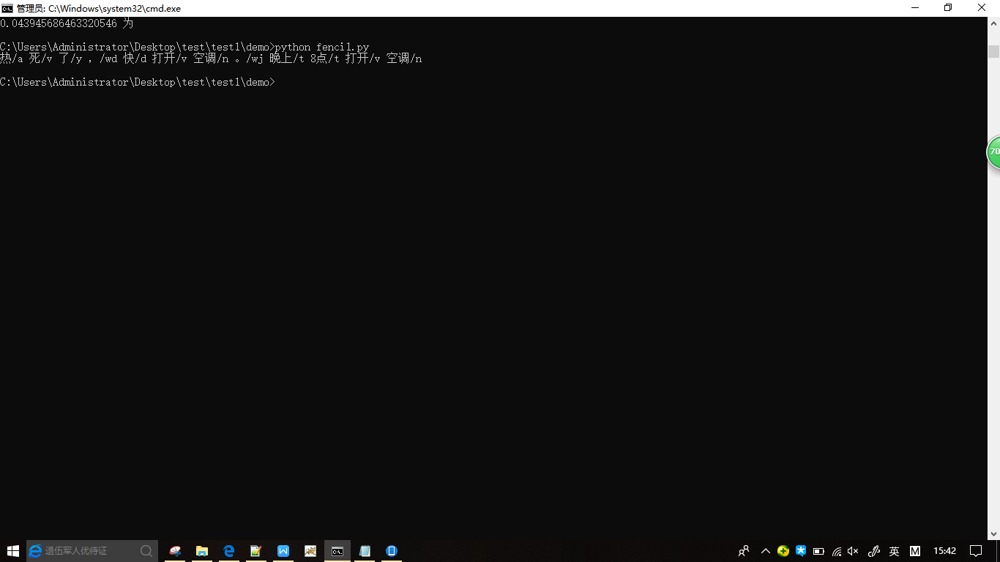 管理员: C:\Windows\system32\cmd.exe
0.043945686463320546 为
C:\Users\Administrator\Desktop\test\test1\demo>python fenci1.py
热/a 死/v 了/y ，/wd 快/d 打开/v 空调/n 。/wj 晚上/t 8点/t 打开/v 空调/n
C:\Users\Administrator\Desktop\test\test1\demo>
70
退伍军人优待证
英
M
15:42